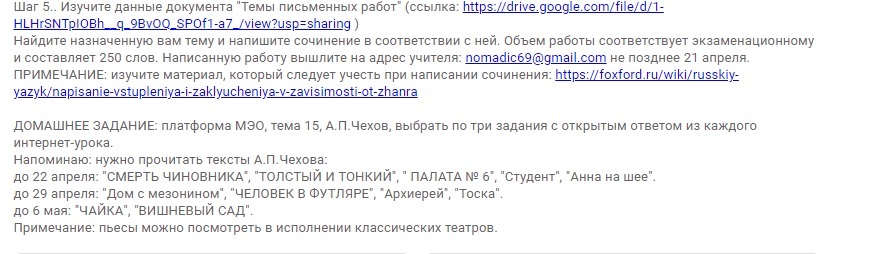 Шаг 5.. Изучите данные документа "Темы письменных работ" (ссылка: https://drive.google.com/file/d/1-
HLHrSNTpIOBh__q_9BvOQ_SPOf1-a7_/view?usp=sharing )
Найдите назначенную вам тему и напишите сочинение в соответствии с ней. Объем работы соответствует экзаменационному
и составляет 250 слов. Написанную работу вышлите на адрес учителя: nomadic69@gmail.com не позднее 21 апреля.
ПРИМЕЧАНИЕ: изучите материал, который следует учесть при написании сочинения: https://foxford.ru/wiki/russkiy-
yazyk/napisanie-vstupleniya-i-zaklyucheniya-v-zavisimosti-ot-zhanra
ДОМАШНЕЕ ЗАДАНИЕ: платформа МЭО, тема 15, А.П.Чехов, выбрать по три задания с открытым ответом из каждого
интернет-урока.
Напоминаю: нужно прочитать тексты А.П.Чехова:
до 22 апреля: "СМЕРТЬ ЧИНОВНИКА", "ТОЛСТЫЙ И ТОНКИЙ", " ПАЛАТА № 6", "Студент", "Анна на шее".
до 29 апреля: "Дом с мезонином", "ЧЕЛОВЕК В ФУТЛЯРЕ", "Архиерей", "Тоска".
до 6 мая: "ЧАЙКА", "ВИШНЕВЫЙ САД".
Примечание: пьесы можно посмотреть в исполнении классических театров.